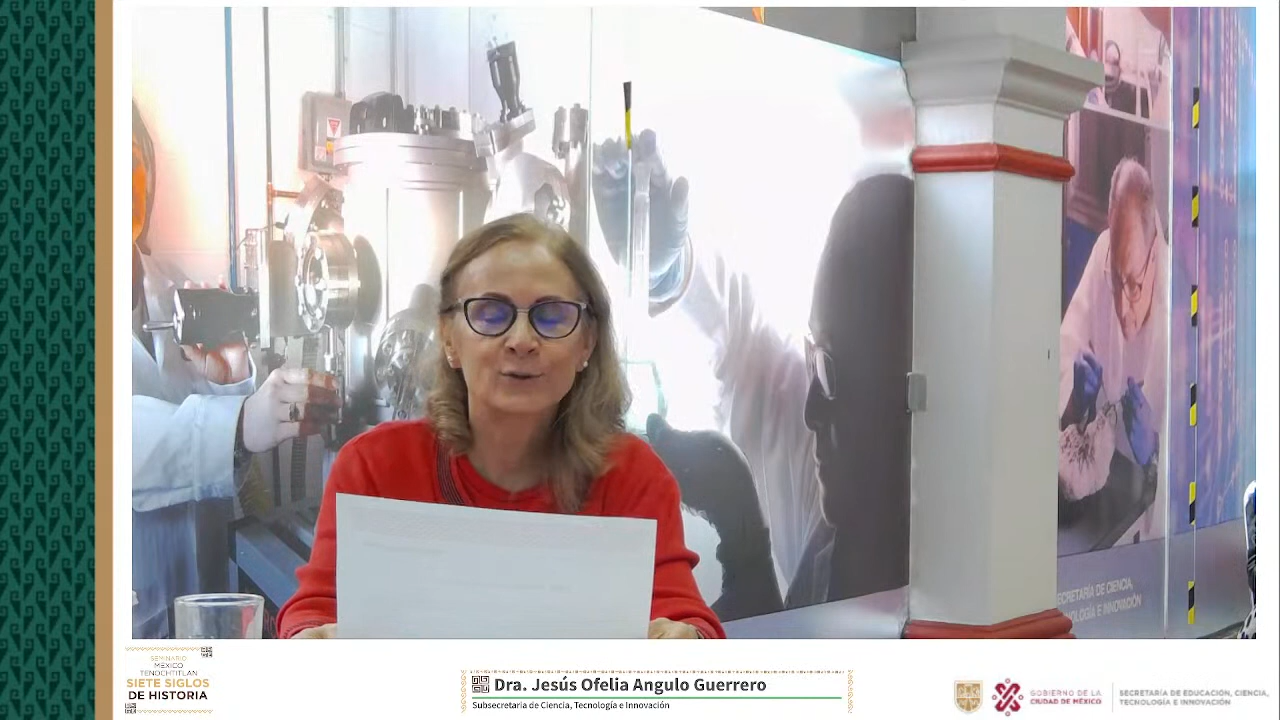 SECRETARÍA DE CIENCIA,
TECNOLOGÍA E INNOVACIÓN
SEMINARIO
MÉXICO
TENOCHTITLAN
SIETE SIGLOS
DE HISTORIA
Dra. Jesús Ofelia Angulo Guerrero
Subsecretaria de Ciencia, Tecnología e Innovación
GOBIERNO DE LA
CIUDAD DE MÉXICO
SECRETARÍA DE EDUCACIÓN, CIENCIA,
TECNOLOGÍA E INNOVACIÓN